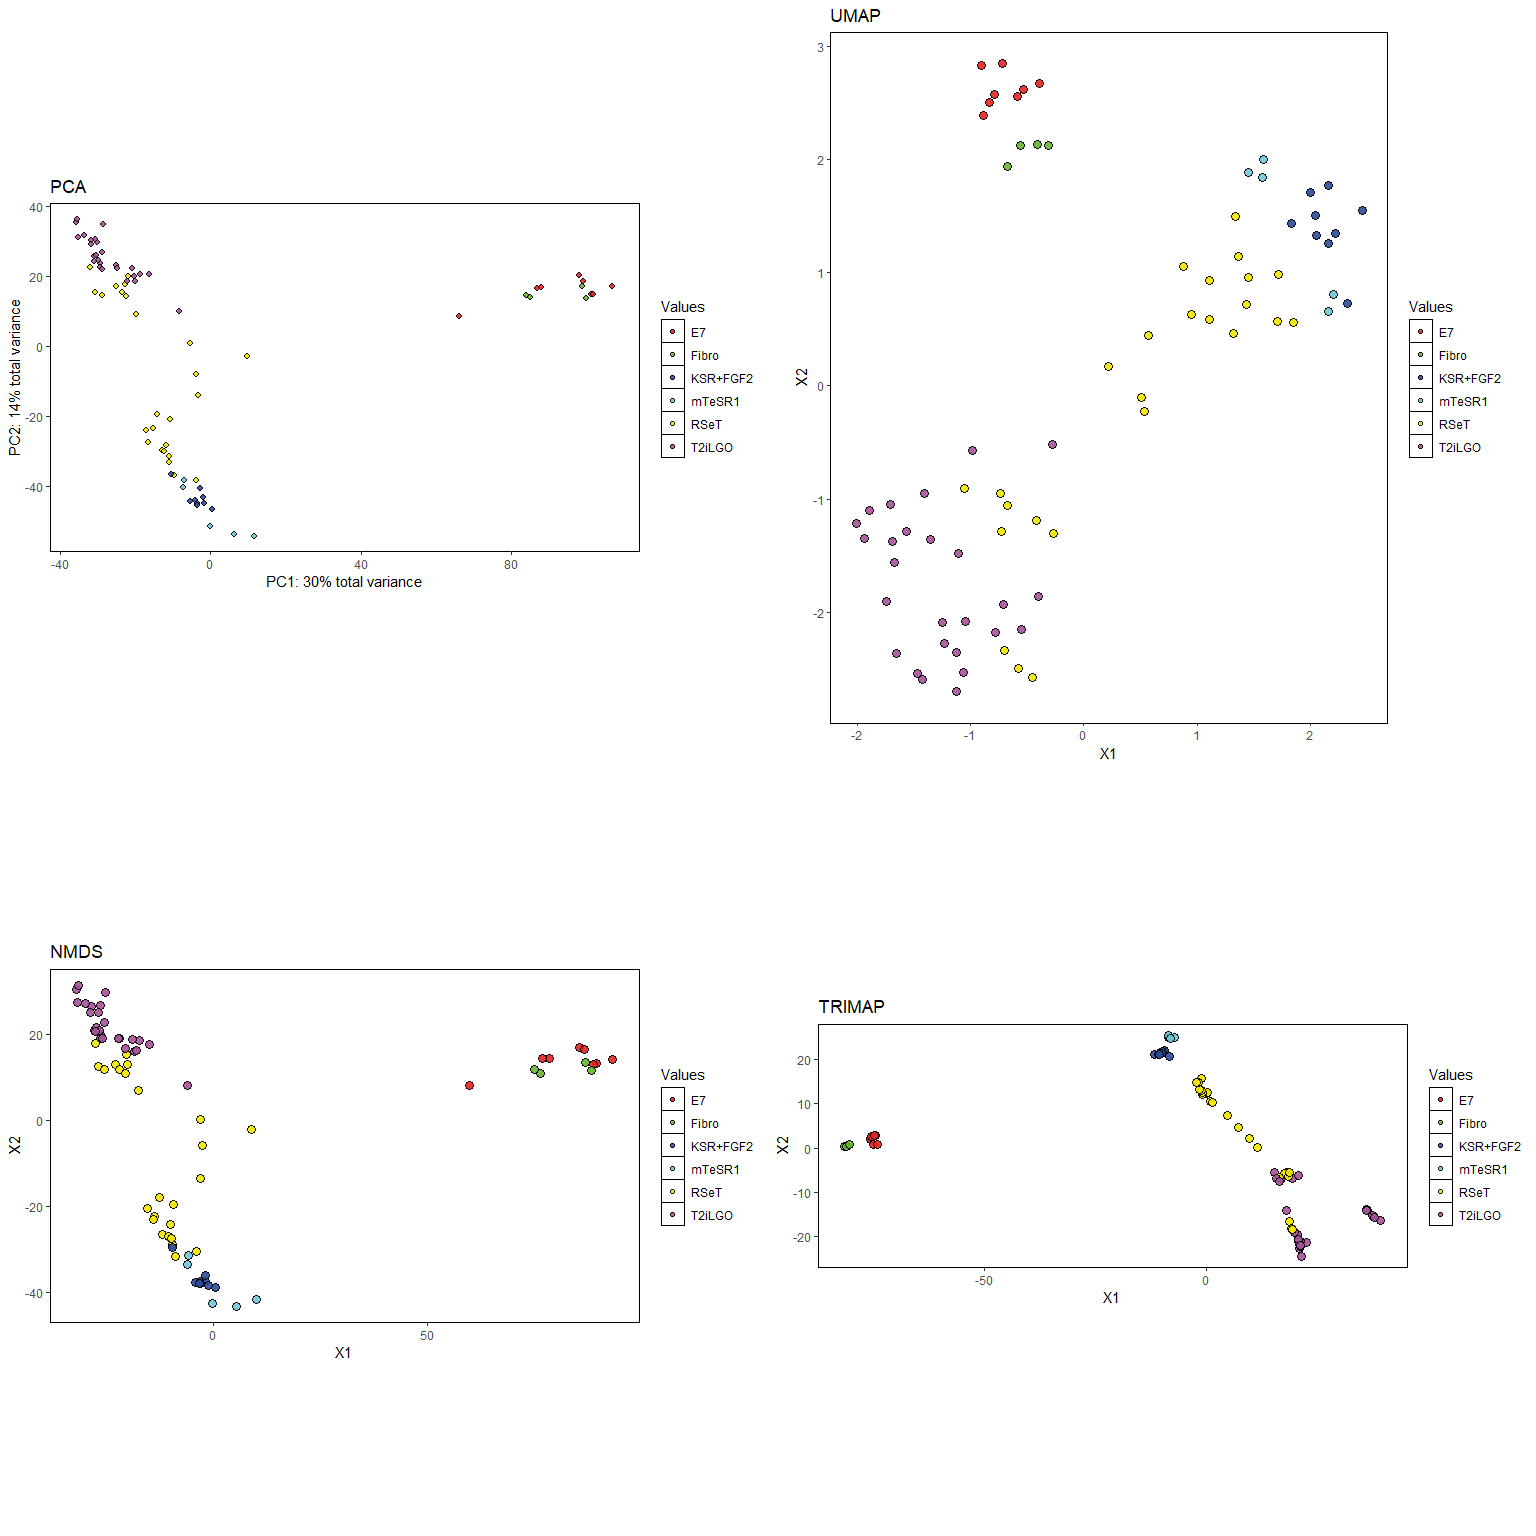 PCA
40
20
0
-20
-40
PC2: 14% total variance
-40
0
40
80
PC1: 30% total variance
Values
E7
Fibro
KSR+FGF2
mTeSR1
RSeT
T2iLGO
UMAP
3
2
1
0
-1
-2
X2
-2
-1
0
1
2
X1
Values
E7
Fibro
KSR+FGF2
mTeSR1
RSeT
T2iLGO
NMDS
20
0
-20
-40
X2
0
50
X1
Values
E7
Fibro
KSR+FGF2
mTeSR1
RSeT
T2iLGO
TRIMAP
20
10
0
-10
-20
X2
-50
0
X1
Values
E7
Fibro
KSR+FGF2
mTeSR1
RSeT
T2iLGO